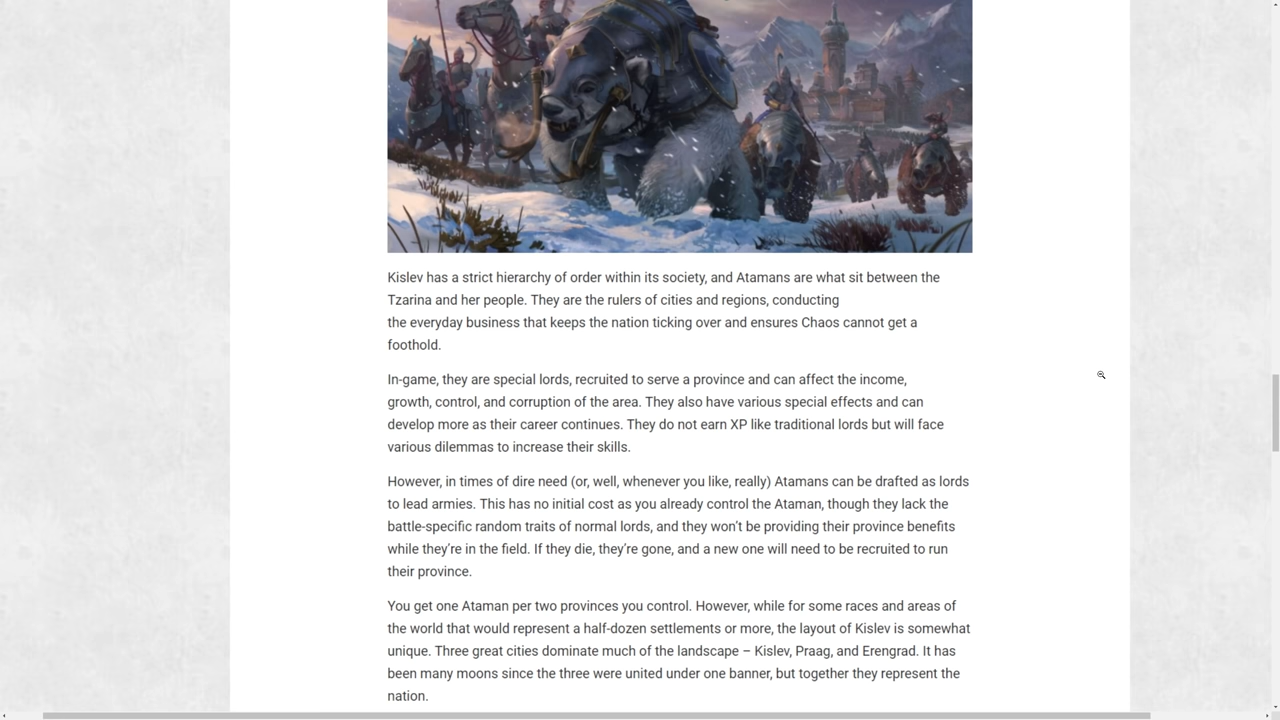 Kislev has a strict hierarchy of order within its society, and Atamans are what sit between the
Tzarina and her people. They are the rulers of cities and regions, conducting
the everyday business that keeps the nation ticking over and ensures Chaos cannot get a
foothold.
In-game, they are special lords, recruited to serve a province and can affect the income,
growth, control, and corruption of the area. They also have various special effects and can
develop more as their career continues. They do not earn XP like traditional lords but will face
various dilemmas to increase their skills.
However, in times of dire need (or, well, whenever you like, really) Atamans can be drafted as lords
to lead armies. This has no initial cost as you already control the Ataman, though they lack the
battle-specific random traits of normal lords, and they won't be providing their province benefits
while they're in the field. If they die, they're gone, and a new one will need to be recruited to run
their province.
You get one Ataman per two provinces you control. However, while for some races and areas of
the world that would represent a half-dozen settlements or more, the layout of Kislev is somewhat
unique. Three great cities dominate much of the landscape – Kislev, Praag, and Erengrad. It has
been many moons since the three were united under one banner, but together they represent the
nation.